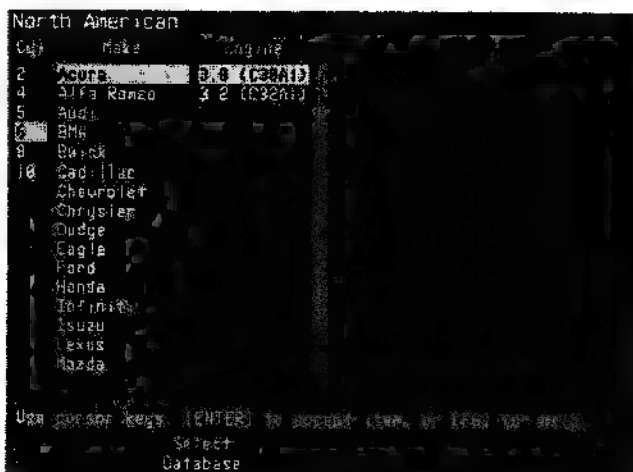 North American
Cyl Make Engine
2 Acura 3.0 (C30A1)
4 Alfa Romeo 3.2 (C32A1)
5 Audi
6 BMW
8 Buick
10 Cadillac
Chevrolet
Chrysler
Dodge
Eagle
Ford
Honda
Infiniti
Isuzu
Lexus
Mazda
Use cursor keys. [ENTER] to accept item, or
Select
Database